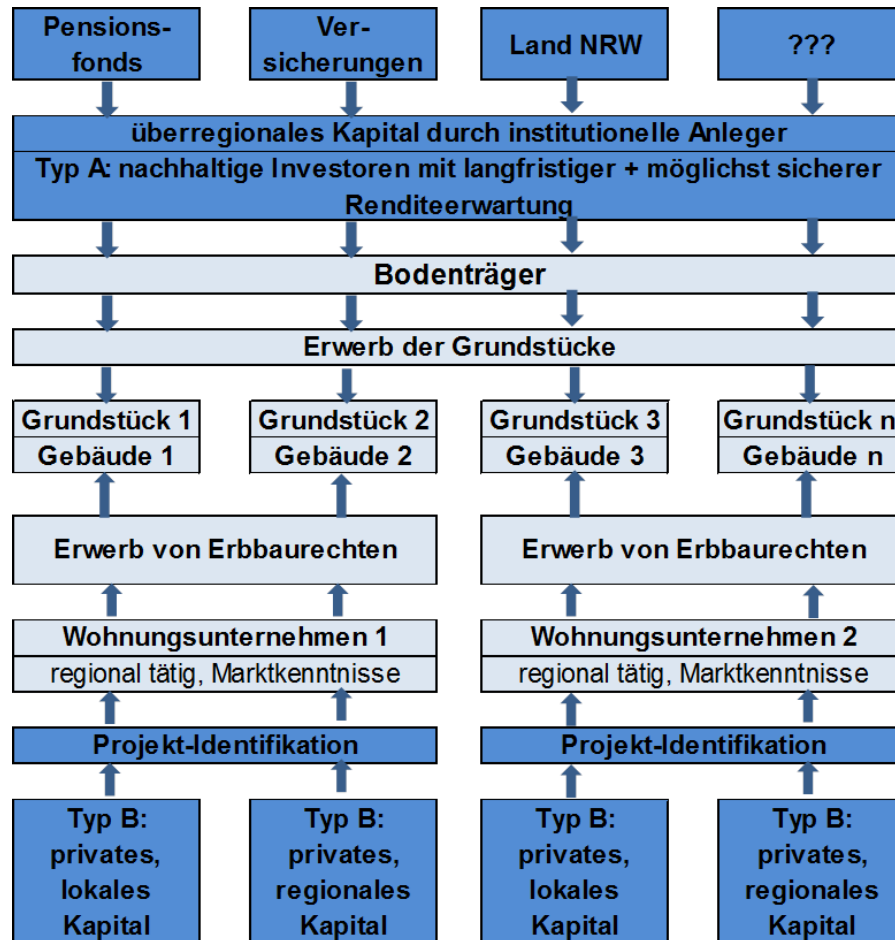 Pensions-
fonds
Ver-
sicherungen
Land NRW
???
überregionales Kapital durch institutionelle Anleger
Typ A: nachhaltige Investoren mit langfristiger + möglichst sicherer
Renditeerwartung
Bodenträger
Erwerb der Grundstücke
Grundstück 1
Gebäude 1
Grundstück 2
Gebäude 2
Grundstück 3
Gebäude 3
Grundstück n
Gebäude n
Erwerb von Erbbaurechten
Erwerb von Erbbaurechten
Wohnungsunternehmen 1
regional tätig, Marktkenntnisse
Wohnungsunternehmen 2
regional tätig, Marktkenntnisse
Projekt-Identifikation
Projekt-Identifikation
Typ B:
privates,
lokales
Kapital
Typ B:
privates,
regionales
Kapital
Typ B:
privates,
lokales
Kapital
Typ B:
privates,
regionales
Kapital